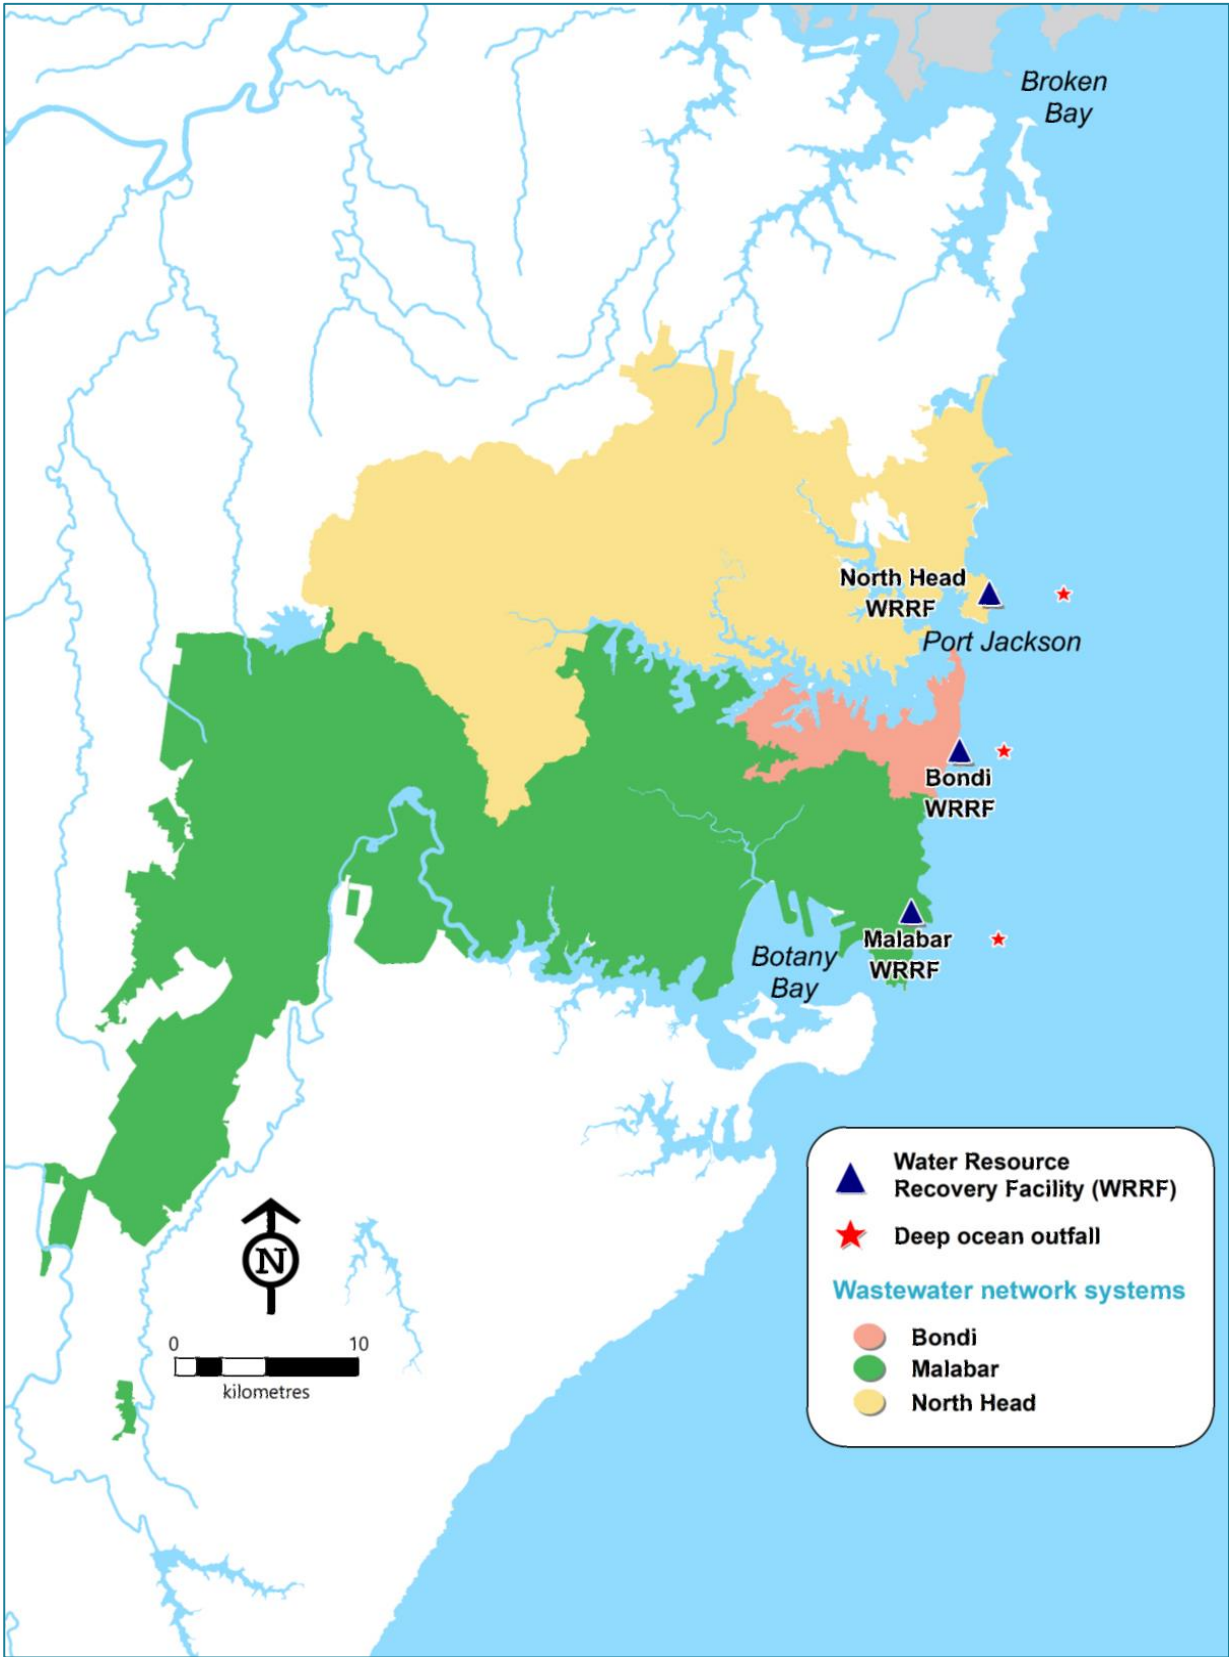 Broken
Bay
North Head
WRRF
Port Jackson
Bondi
WRRF
Malabar
WRRF
Botany
Bay
Water Resource
Recovery Facility (WRRF)
Deep ocean outfall
Wastewater network systems
Bondi
Malabar
North Head
N
0 10
kilometres